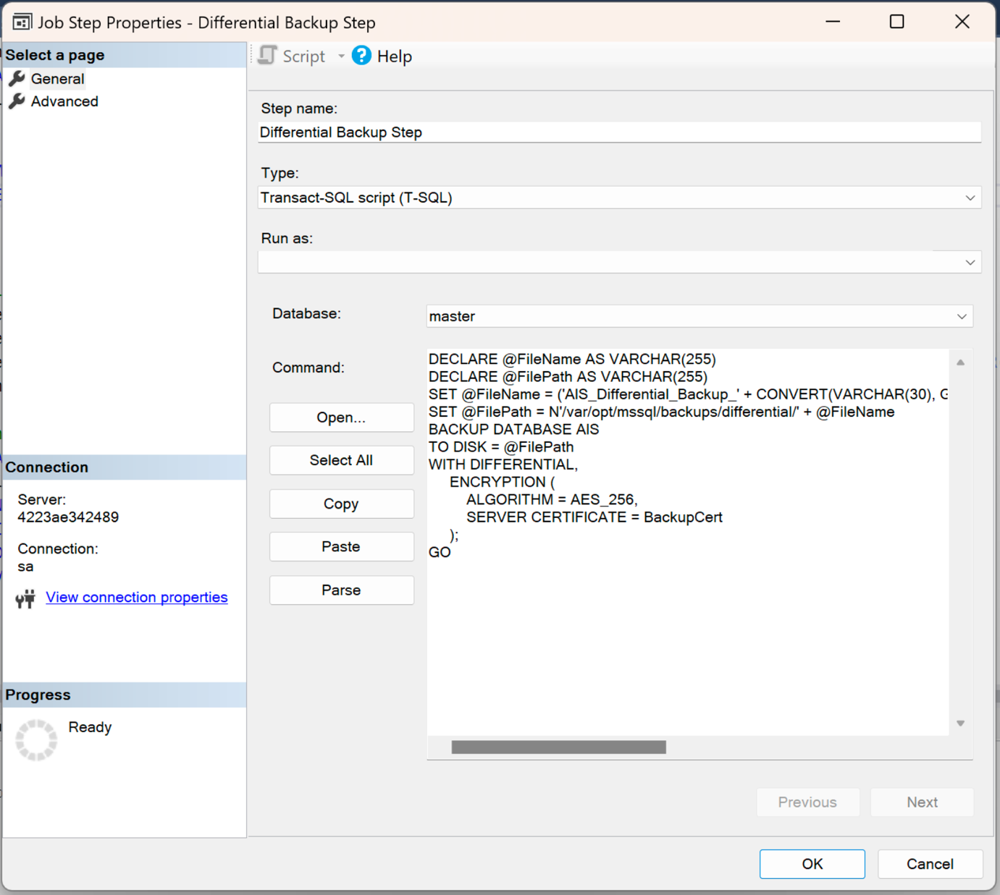 Job Step Properties - Differential Backup Step
Select a page
General
Advanced
Script
Help
Step name:
Differential Backup Step
Type:
Transact-SQL script (T-SQL)
Run as:
Database:
master
Command:
DECLARE @FileName AS VARCHAR(255)
DECLARE @FilePath AS VARCHAR(255)
SET @FileName = ('AIS_Differential_Backup_' + CONVERT(VARCHAR(30), G
SET @FilePath = N'/var/opt/mssql/backups/differential/' + @FileName
BACKUP DATABASE AIS
TO DISK = @FilePath
WITH DIFFERENTIAL,
ENCRYPTION (
ALGORITHM = AES_256,
SERVER CERTIFICATE = BackupCert
);
GO
Open...
Select All
Copy
Paste
Parse
Connection
Server:
4223ae342489
Connection:
sa
View connection properties
Progress
Ready
Previous
Next
OK
Cancel